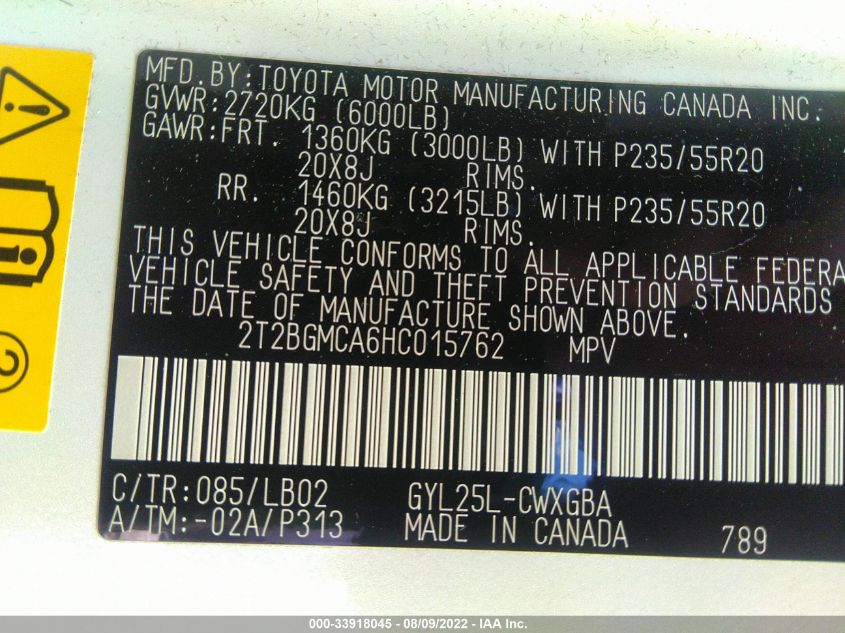 MFD. BY: TOYOTA MOTOR MANUFACTURING CANADA INC.
GVWR: 2720KG (6000LB)
GAWR: FRT. 1360KG (3000LB) WITH P235/55R20
20X8J RIMS.
RR. 1460KG (3215LB) WITH P235/55R20
20X8J RIMS.
THIS VEHICLE CONFORMS TO ALL APPLICABLE FEDERA
VEHICLE SAFETY AND THEFT PREVENTION STANDARDS
THE DATE OF MANUFACTURE SHOWN ABOVE.
2T2BGMCA6HC015762 MPV
C/TR: 085/LB02 GYL25L-CWXGBA
A/TM: -02A/P313 MADE IN CANADA 789
000-33918045 - 08/09/2022 - IAA Inc.